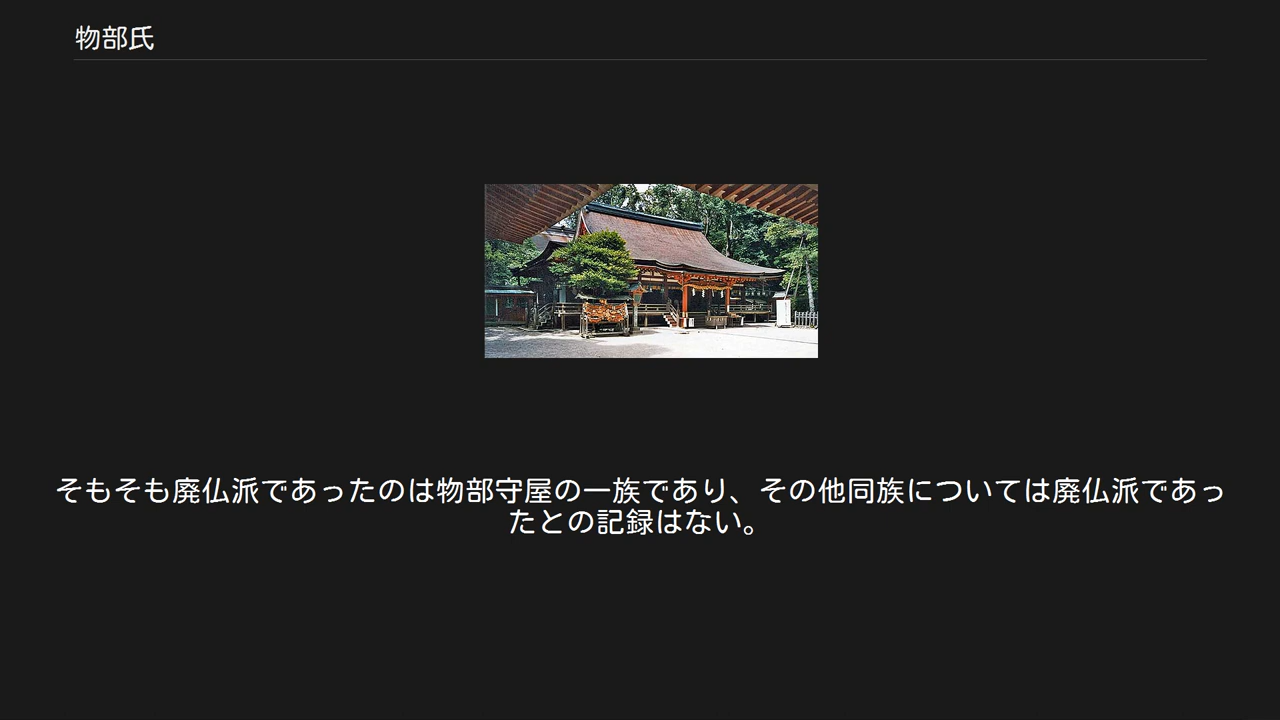 物部氏
そもそも廃仏派であったのは物部守屋の一族であり、その他同族については廃仏派であっ
たとの記録はない。